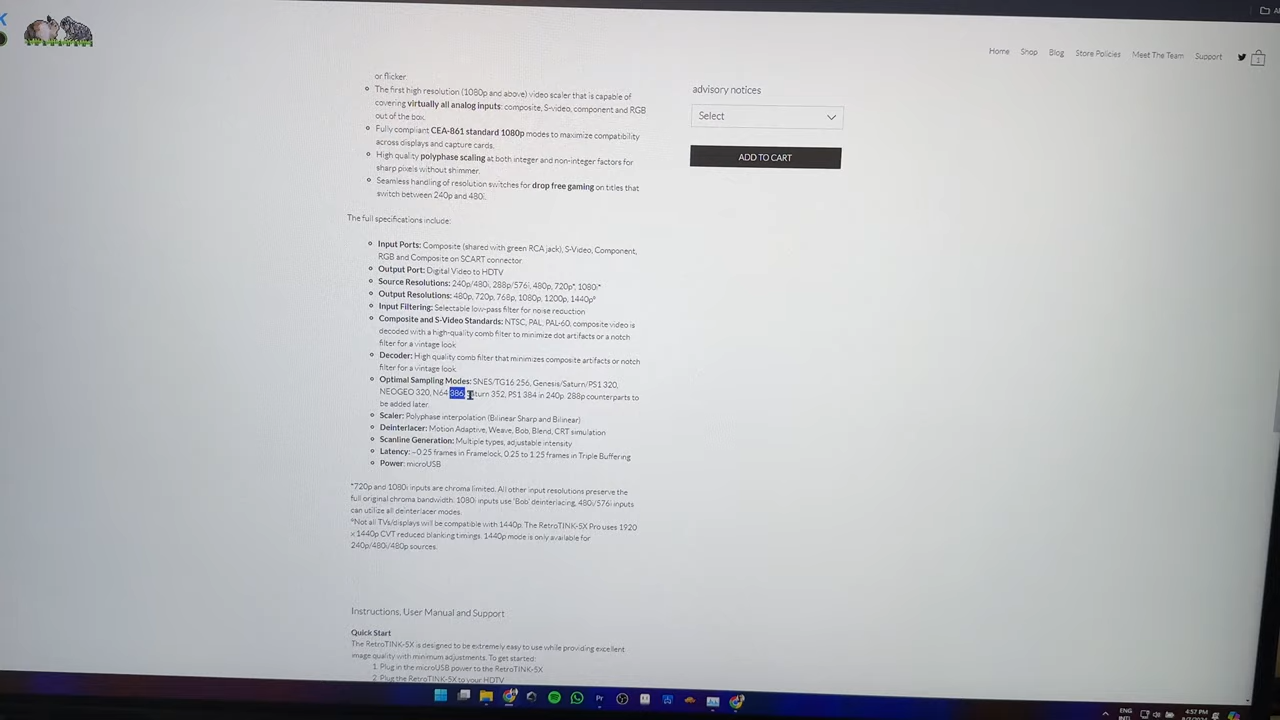 Home Shop Blog Store Policies Meet The Team Support
1
or flicker.
The first high resolution (1080p and above) video scaler that is capable of
covering virtually all analog inputs: composite, S-video, component and RGB
out of the box.
Fully compliant CEA-861 standard 1080p modes to maximize compatibility
across displays and capture cards.
High quality polyphase scaling at both integer and non-integer factors for
sharp pixels without shimmer.
Seamless handling of resolution switches for drop free gaming on titles that
switch between 240p and 480i.
advisory notices
Select
ADD TO CART
The full specifications include:
Input Ports: Composite (shared with green RCA jack), S-Video, Component,
RGB and Composite on SCART connector.
Output Port: Digital Video to HDTV
Source Resolutions: 240p/480i, 288p/576i, 480p, 720p*, 1080i*
Output Resolutions: 480p, 720p, 768p, 1080p, 1200p, 1440p°
Input Filtering: Selectable low-pass filter for noise reduction
Composite and S-Video Standards: NTSC, PAL, PAL-60, composite video is
decoded with a high-quality comb filter to minimize dot artifacts or a notch
filter for a vintage look.
Decoder: High quality comb filter that minimizes composite artifacts or notch
filter for a vintage look.
Optimal Sampling Modes: SNES/TG16 256, Genesis/Saturn/PS1 320,
NEOGEO 320, N64 386, Saturn 352, PS1 384 in 240p. 288p counterparts to
be added later.
Scaler: Polyphase interpolation (Bilinear Sharp and Bilinear)
Deinterlacer: Motion Adaptive, Weave, Bob, Blend, CRT simulation
Scanline Generation: Multiple types, adjustable intensity
Latency: ~0.25 frames in Framelock, 0.25 to 1.25 frames in Triple Buffering
Power: microUSB
*720p and 1080i inputs are chroma limited. All other input resolutions preserve the
full original chroma bandwidth. 1080i inputs use 'Bob' deinterlacing, 480i/576i inputs
can utilize all deinterlacer modes.
°Not all TVs/displays will be compatible with 1440p. The RetroTINK-5X Pro uses 1920
x 1440p CVT reduced blanking timings. 1440p mode is only available for
240p/480i/480p sources.
Instructions, User Manual and Support
Quick Start
The RetroTINK-5X is designed to be extremely easy to use while providing excellent
image quality with minimum adjustments. To get started:
1. Plug in the microUSB power to the RetroTINK-5X
2. Plug the RetroTINK-5X to your HDTV
Pr
ENG
INTL
4:57 PM